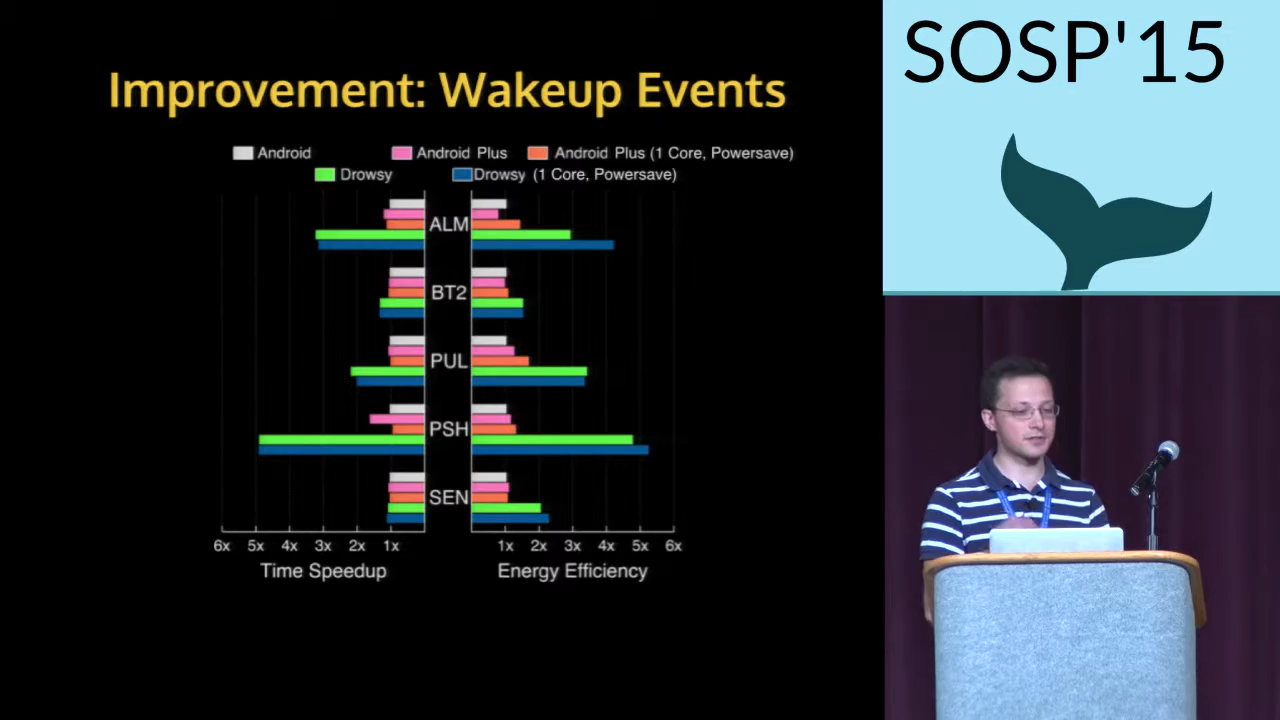 SOSP'15
Improvement: Wakeup Events
Android Android Plus Android Plus (1 Core, Powersave)
Drowsy Drowsy (1 Core, Powersave)
ALM
BT2
PUL
PSH
SEN
6x 5x 4x 3x 2x 1x 1x 2x 3x 4x 5x 6x
Time Speedup Energy Efficiency